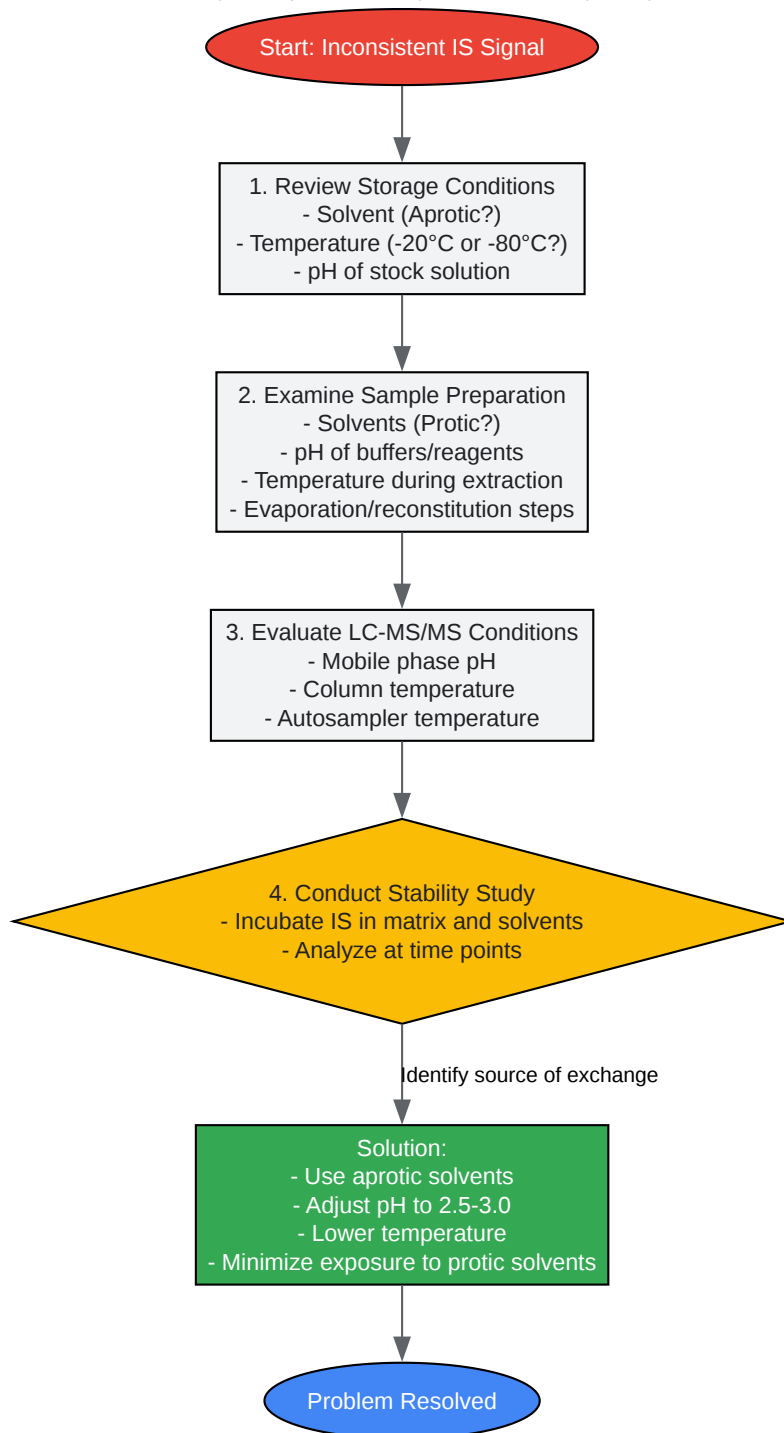 Start: Inconsistent IS Signal
1. Review Storage Conditions
- Solvent (Aprotic?)
- Temperature (-20°C or -80°C?)
- pH of stock solution
2. Examine Sample Preparation
- Solvents (Protic?)
- pH of buffers/reagents
- Temperature during extraction
- Evaporation/reconstitution steps
3. Evaluate LC-MS/MS Conditions
- Mobile phase pH
- Column temperature
- Autosampler temperature
4. Conduct Stability Study
- Incubate IS in matrix and solvents
- Analyze at time points
Identify source of exchange
Solution:
- Use aprotic solvents
- Adjust pH to 2.5-3.0
- Lower temperature
- Minimize exposure to protic solvents
Problem Resolved